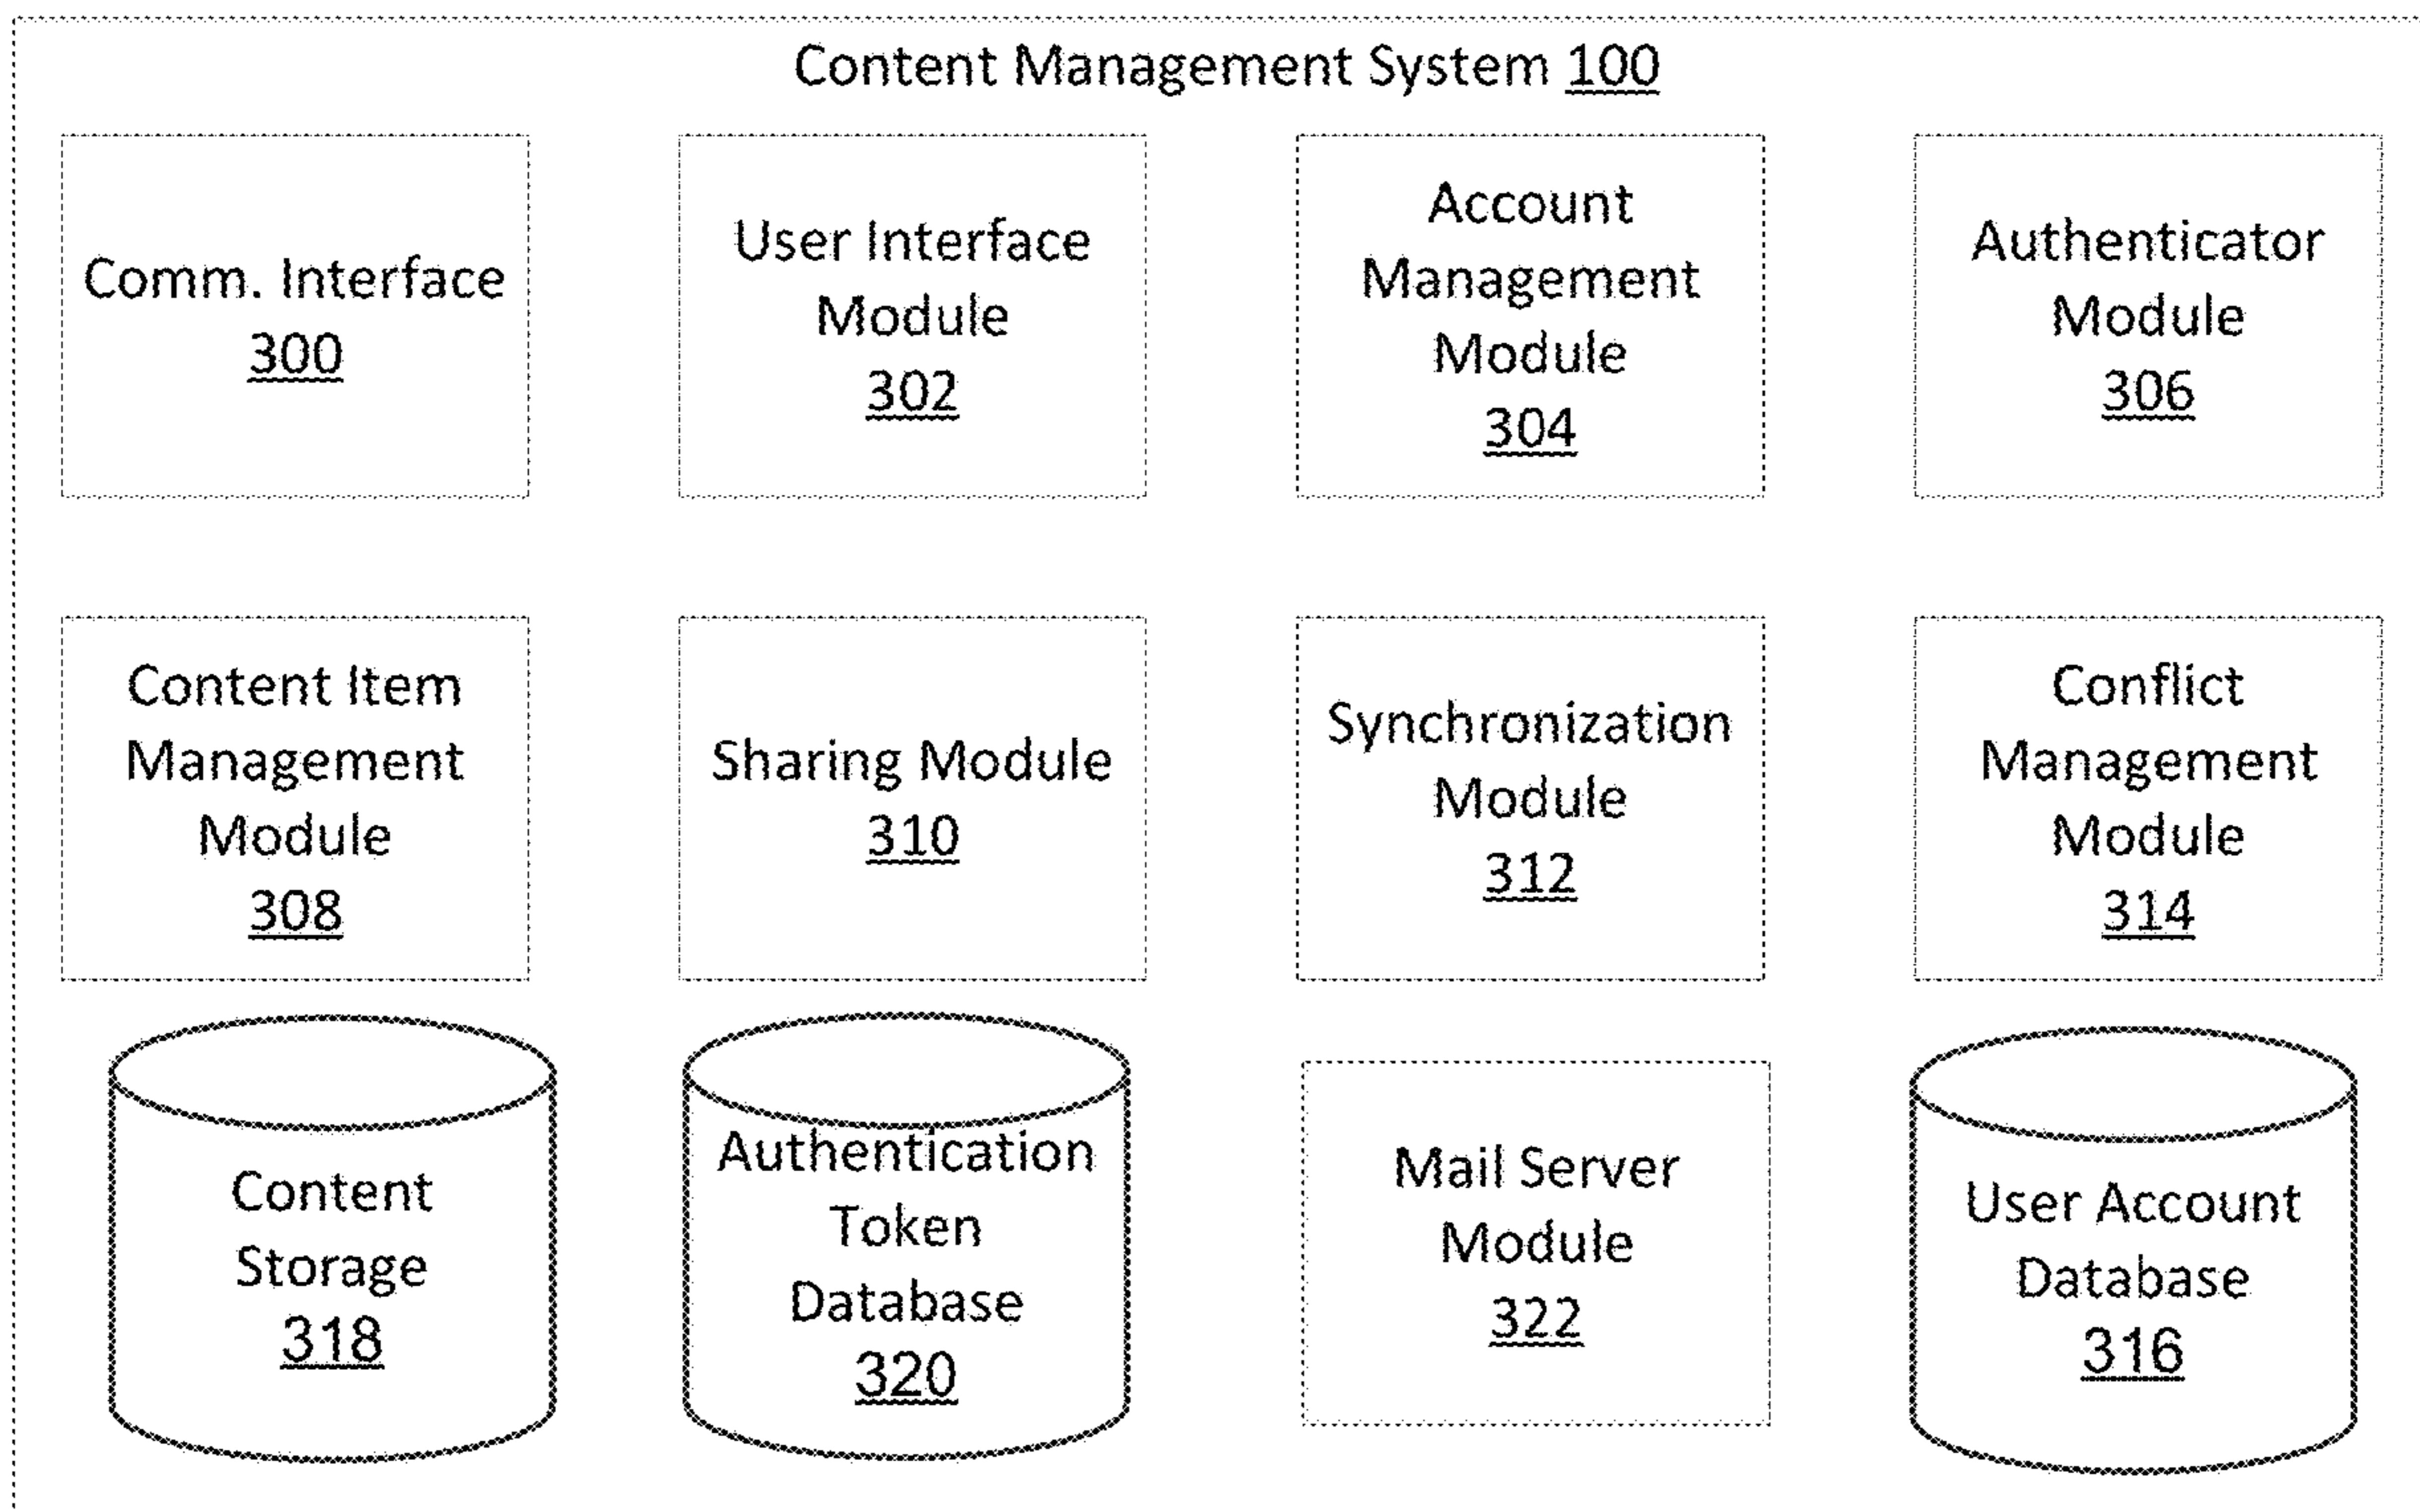 Content Management System 100
Comm. Interface
300
User Interface
Module
302
Account
Management
Module
304
Authenticator
Module
306
Content Item
Management
Module
308
Sharing Module
310
Synchronization
Module
312
Conflict
Management
Module
314
Content
Storage
318
Authentication
Token
Database
320
Mail Server
Module
322
User Account
Database
316